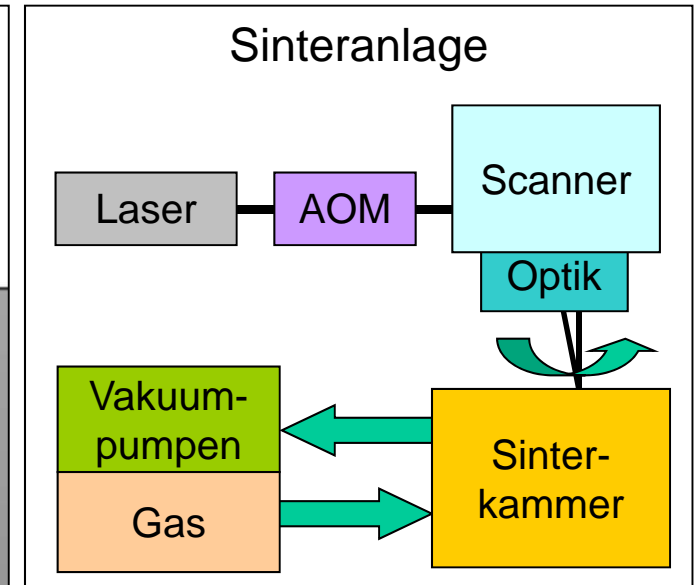 Sinteranlage
Laser
AOM
Scanner
Optik
Vakuum-
pumpen
Gas
Sinter-
kammer